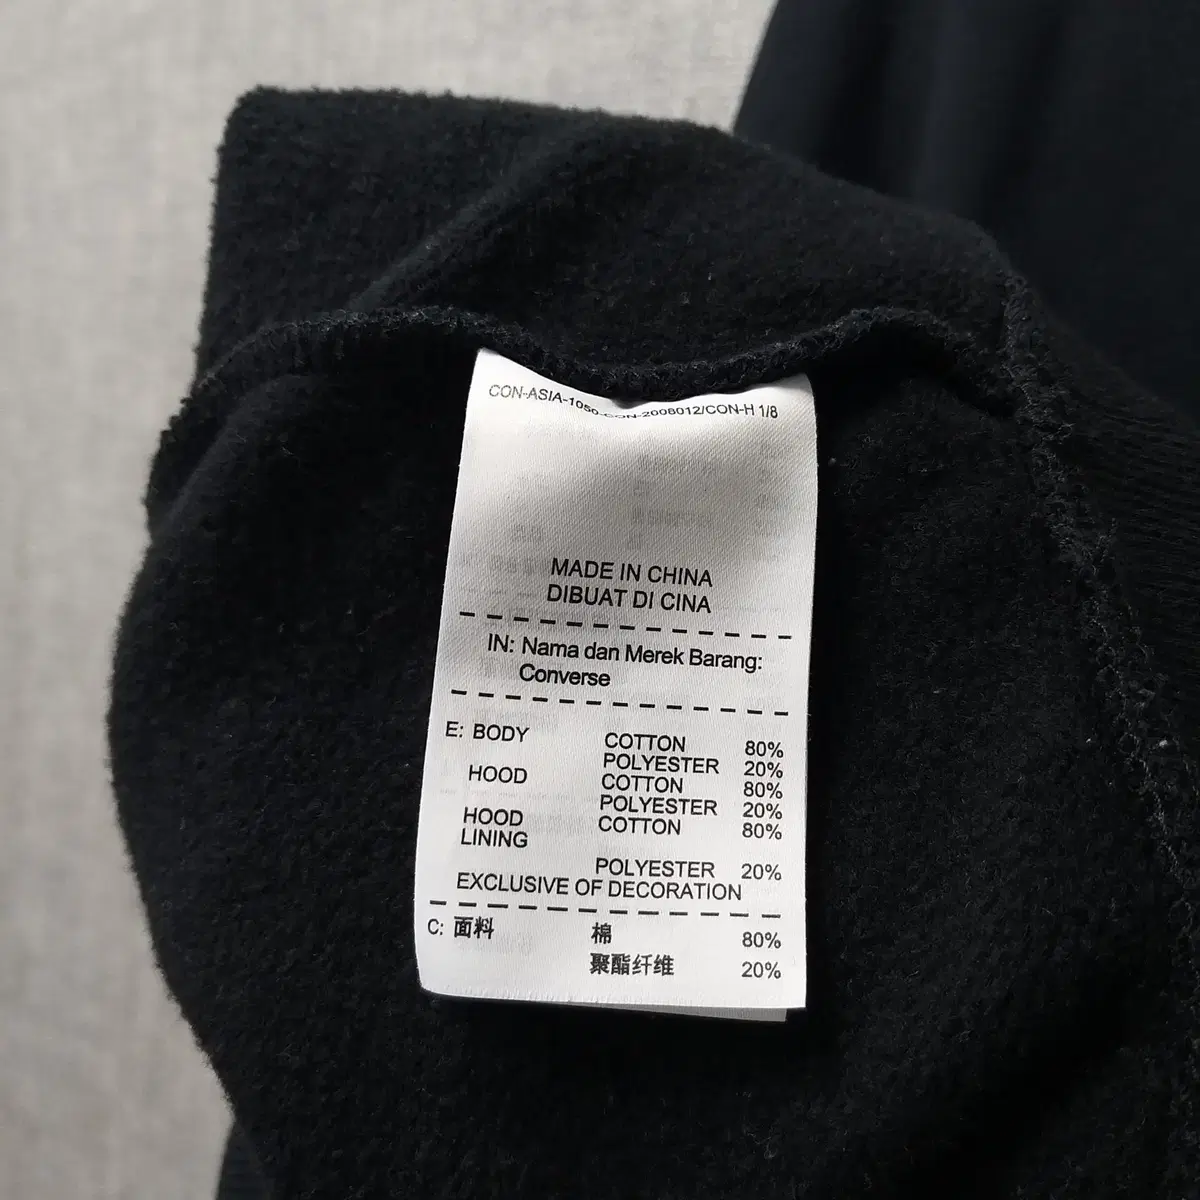 CON-ASIA-1050-CON-2008012/CON-H 1/8
MADE IN CHINA
DIBUAT DI CINA
IN: Nama dan Merek Barang:
Converse
E: BODY COTTON 80%
POLYESTER 20%
HOOD COTTON 80%
POLYESTER 20%
HOOD COTTON 80%
LINING
POLYESTER 20%
EXCLUSIVE OF DECORATION
C: 面料 棉 80%
聚酯纤维 20%